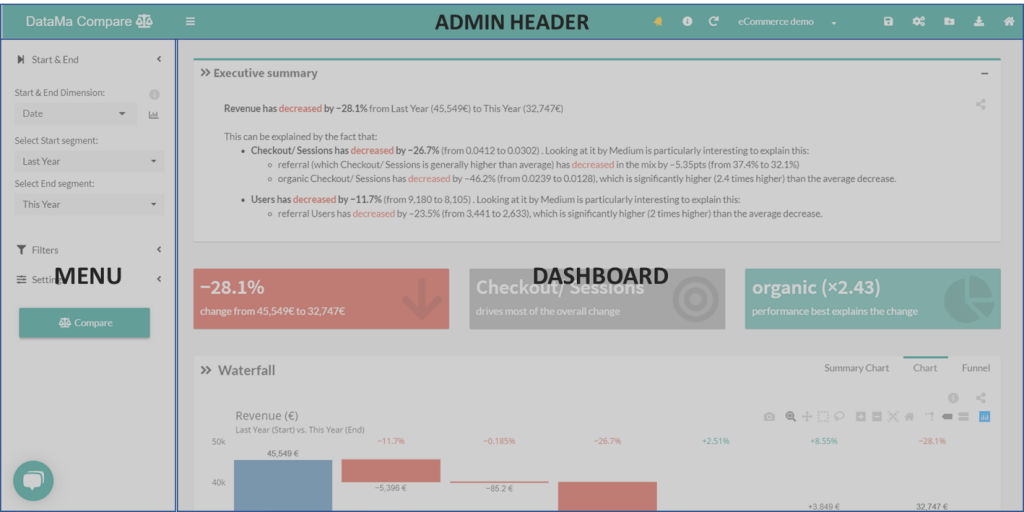 DataMa Compare
ADMIN HEADER
eCommerce demo
Start & End
Start & End Dimension:
Date
Select Start segment:
Last Year
Select End segment:
This Year
Filters
Settings
MENU
Compare
Executive summary
Revenue has decreased by −28.1% from Last Year (45,549€) to This Year (32,747€)
This can be explained by the fact that:
• Checkout/ Sessions has decreased by −26.7% (from 0.0412 to 0.0302) . Looking at it by Medium is particularly interesting to explain this:
◦ referral (which Checkout/ Sessions is generally higher than average) has decreased in the mix by −5.35pts (from 37.4% to 32.1%)
◦ organic Checkout/ Sessions has decreased by −46.2% (from 0.0239 to 0.0128), which is significantly higher (2.4 times higher) than the average decrease.
• Users has decreased by −11.7% (from 9,180 to 8,105) . Looking at it by Medium is particularly interesting to explain this:
◦ referral Users has decreased by −23.5% (from 3,441 to 2,633), which is significantly higher (2 times higher) than the average decrease.
DASHBOARD
−28.1%
change from 45,549€ to 32,747€
Checkout/ Sessions
drives most of the overall change
organic (×2.43)
performance best explains the change
Waterfall
Summary Chart Chart Funnel
Revenue (€)
Last Year (Start) vs. This Year (End)
50k −11.7% −0.185% −26.7% +2.51% +8.55% −28.1%
45,549 €
40k −5,396 € −85.2 €
+3,849 € 32,747 €